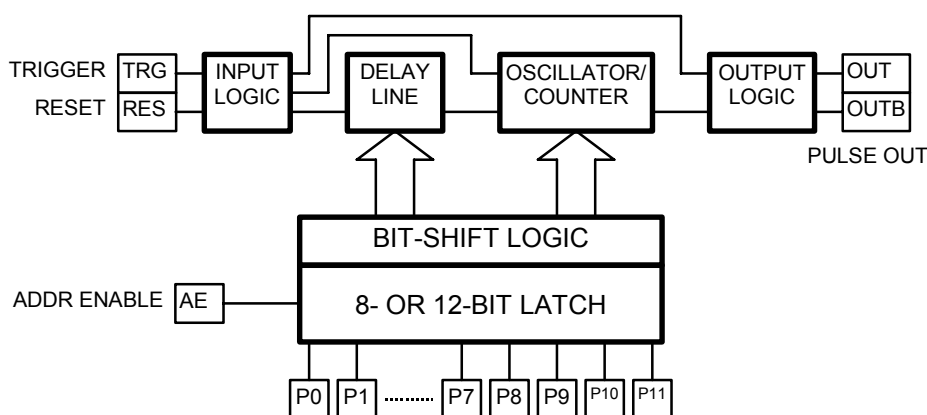 TRIGGER TRG INPUT LOGIC DELAY LINE OSCILLATOR/ COUNTER OUTPUT LOGIC OUT
RESET RES OUTB
PULSE OUT
BIT-SHIFT LOGIC
ADDR ENABLE AE 8- OR 12-BIT LATCH
P0 P1 ......... P7 P8 P9 P10 P11